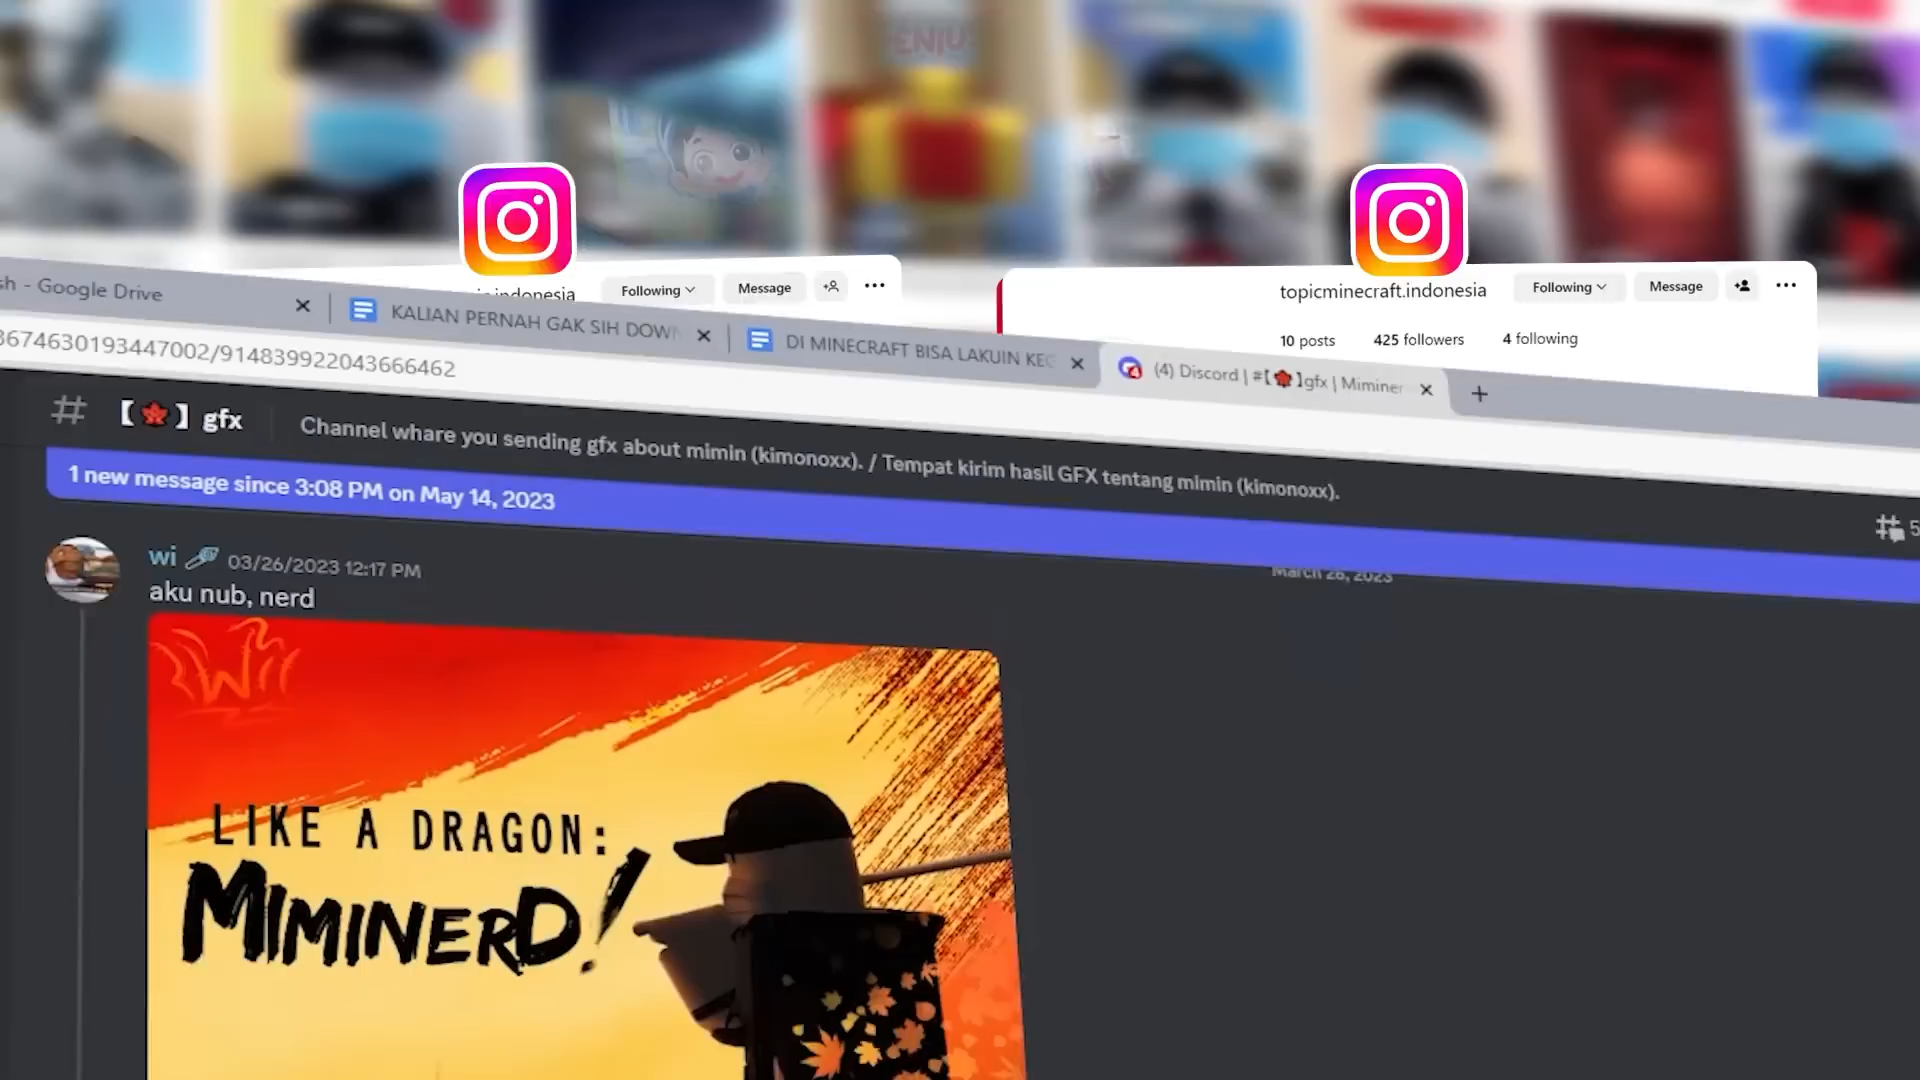 ENIU
Following
Message
topicminecraft.indonesia
Following
Message
10 posts
425 followers
4 following
sh - Google Drive
KALIAN PERNAH GAK SIH DOWN
DI MINECRAFT BISA LAKUIN KEG
(4) Discord | #【🍁】gfx | Miminer
3674630193447002/914839922043666462
【🍁】 gfx
Channel whare you sending gfx about mimin (kimonoxx). / Tempat kirim hasil GFX tentang mimin (kimonoxx).
1 new message since 3:08 PM on May 14, 2023
5
March 26, 2023
wi 03/26/2023 12:17 PM
aku nub, nerd
LIKE A DRAGON:
MIMINERD!